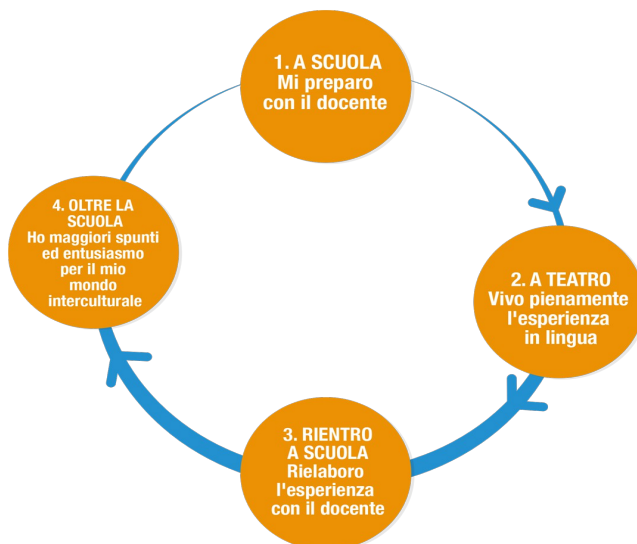 1. A SCUOLA
Mi preparo
con il docente
2. A TEATRO
Vivo pienamente
l'esperienza
in lingua
3. RIENTRO
A SCUOLA
Rielaboro
l'esperienza
con il docente
4. OLTRE LA
SCUOLA
Ho maggiori spunti
ed entusiasmo
per il mio
mondo
interculturale